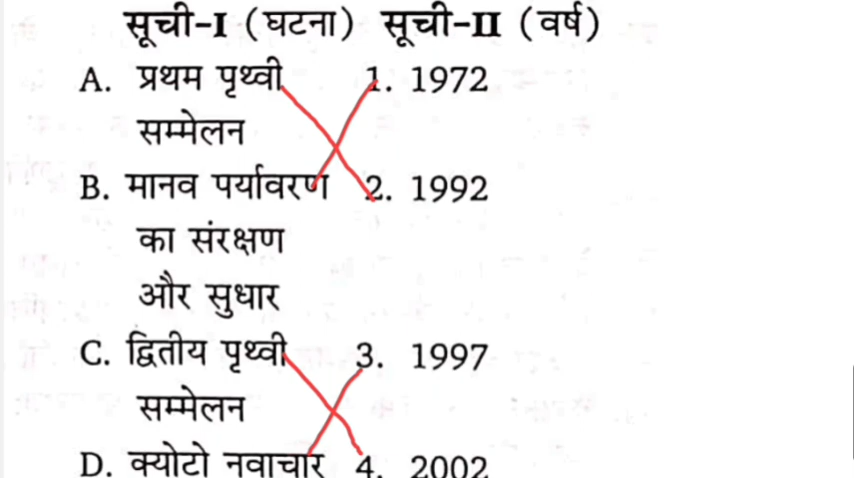 सूची-I (घटना) सूची-II (वर्ष)
A. प्रथम पृथ्वी 1. 1972
सम्मेलन
B. मानव पर्यावरण 2. 1992
का संरक्षण
और सुधार
C. द्वितीय पृथ्वी 3. 1997
सम्मेलन
D. क्योटो नवाचार 4. 2002